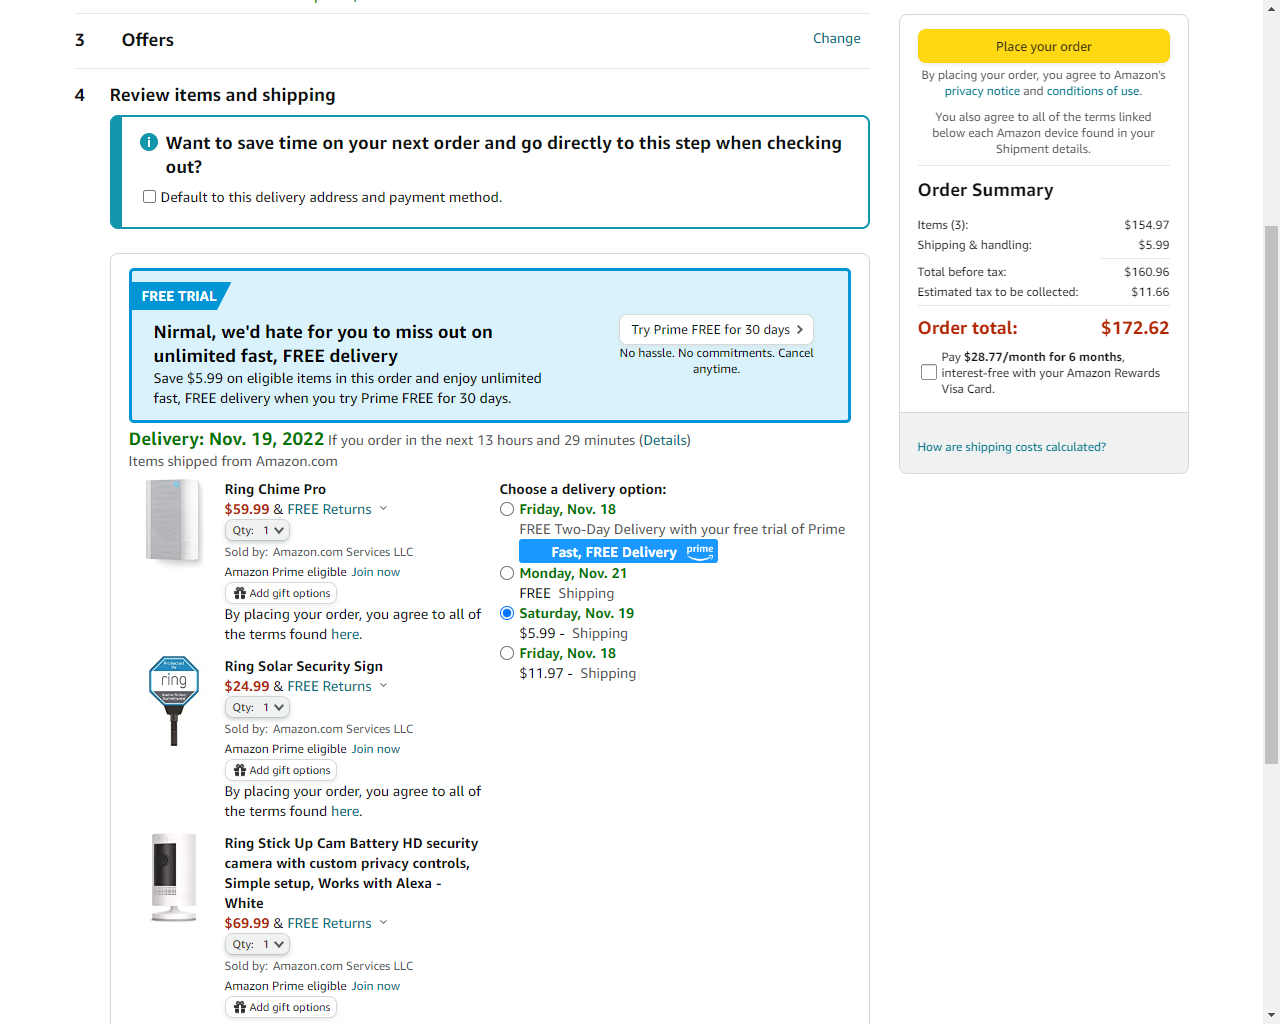 3 Offers Change
4 Review items and shipping
Want to save time on your next order and go directly to this step when checking
out?
Default to this delivery address and payment method.
FREE TRIAL
Nirmal, we'd hate for you to miss out on
unlimited fast, FREE delivery
Save $5.99 on eligible items in this order and enjoy unlimited
fast, FREE delivery when you try Prime FREE for 30 days.
Try Prime FREE for 30 days
No hassle. No commitments. Cancel
anytime.
Delivery: Nov. 19, 2022 If you order in the next 13 hours and 29 minutes (Details)
Items shipped from Amazon.com
Ring Chime Pro
$59.99 & FREE Returns
Qty: 1
Sold by: Amazon.com Services LLC
Amazon Prime eligible Join now
Add gift options
By placing your order, you agree to all of
the terms found here.
Protected
By
ring
Ring Solar Security Sign
$24.99 & FREE Returns
Qty: 1
Sold by: Amazon.com Services LLC
Amazon Prime eligible Join now
Add gift options
By placing your order, you agree to all of
the terms found here.
Ring Stick Up Cam Battery HD security
camera with custom privacy controls,
Simple setup, Works with Alexa -
White
$69.99 & FREE Returns
Qty: 1
Sold by: Amazon.com Services LLC
Amazon Prime eligible Join now
Add gift options
Choose a delivery option:
Friday, Nov. 18
FREE Two-Day Delivery with your free trial of Prime
Fast, FREE Delivery prime
Monday, Nov. 21
FREE Shipping
Saturday, Nov. 19
$5.99 - Shipping
Friday, Nov. 18
$11.97 - Shipping
Place your order
By placing your order, you agree to Amazon's
privacy notice and conditions of use.
You also agree to all of the terms linked
below each Amazon device found in your
Shipment details.
Order Summary
Items (3): $154.97
Shipping & handling: $5.99
Total before tax: $160.96
Estimated tax to be collected: $11.66
Order total: $172.62
Pay $28.77/month for 6 months,
interest-free with your Amazon Rewards
Visa Card.
How are shipping costs calculated?